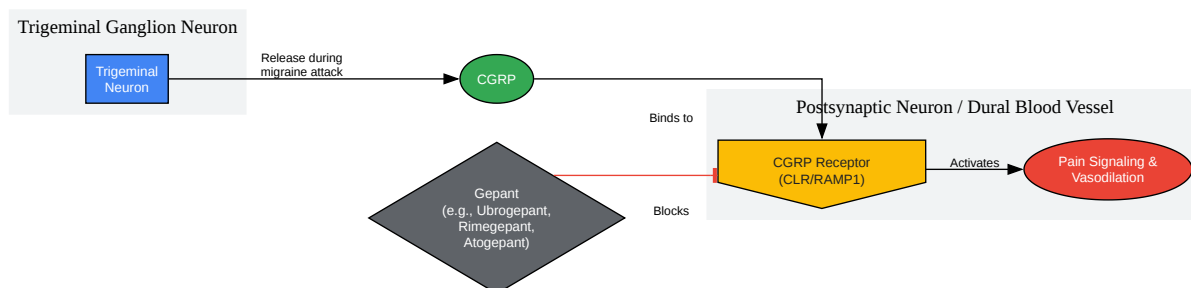 Trigeminal Ganglion Neuron
Trigeminal
Neuron
Release during
migraine attack
CGRP
Binds to
Postsynaptic Neuron / Dural Blood Vessel
CGRP Receptor
(CLR/RAMP1)
Activates
Pain Signaling &
Vasodilation
Gepant
(e.g., Ubrogepant,
Rimegepant,
Atogepant)
Blocks